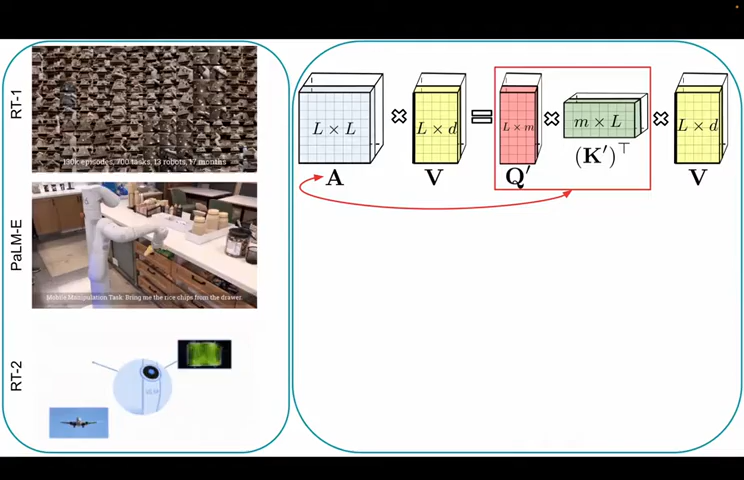 RT-1
130k episodes, 700 tasks, 13 robots, 17 months
PaLM-E
Mobile Manipulation Task: Bring me the rice chips from the drawer
RT-2
L × L
L × d
L × m
m × L
L × d
A
V
Q′
(K′)⊤
V